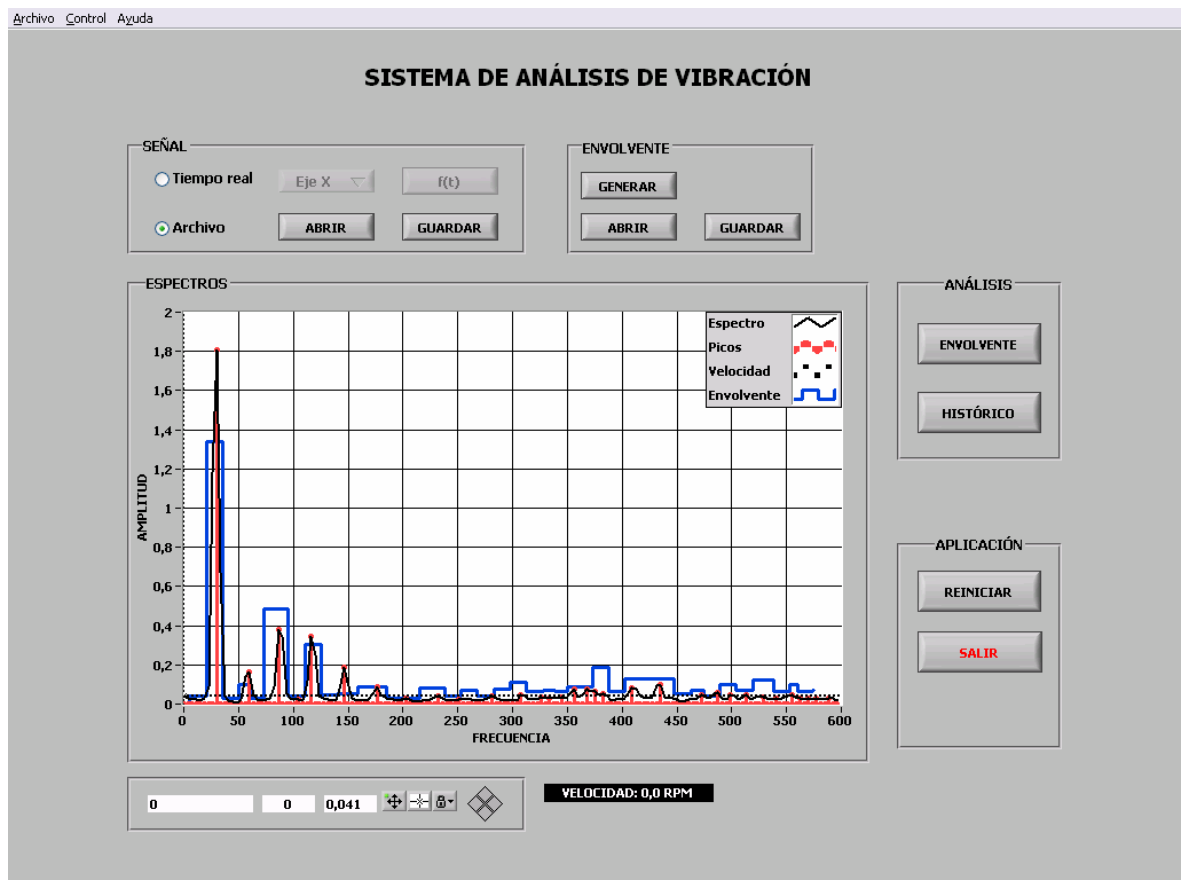 Archivo Control Ayuda
SISTEMA DE ANÁLISIS DE VIBRACIÓN
SEÑAL
Tiempo real
Eje X
f(t)
Archivo
ABRIR
GUARDAR
ENVOLVENTE
GENERAR
ABRIR
GUARDAR
ESPECTROS
Espectro
Picos
Velocidad
Envolvente
AMPLITUD
2
1,8
1,6
1,4
1,2
1
0,8
0,6
0,4
0,2
0
0 50 100 150 200 250 300 350 400 450 500 550 600
FRECUENCIA
ANÁLISIS
ENVOLVENTE
HISTÓRICO
APLICACIÓN
REINICIAR
SALIR
0
0
0,041
VELOCIDAD: 0,0 RPM